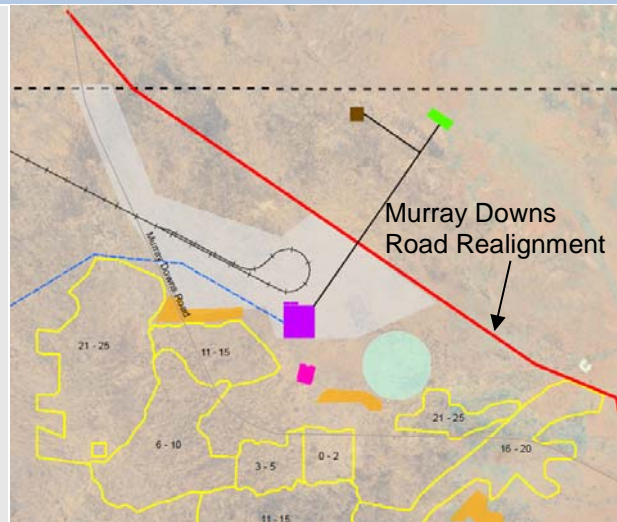 Murray Downs
Road Realignment
Murray Downs Road
21 - 25
11 - 15
21 - 25
6 - 10
3 - 5
0 - 2
16 - 20
11 - 15